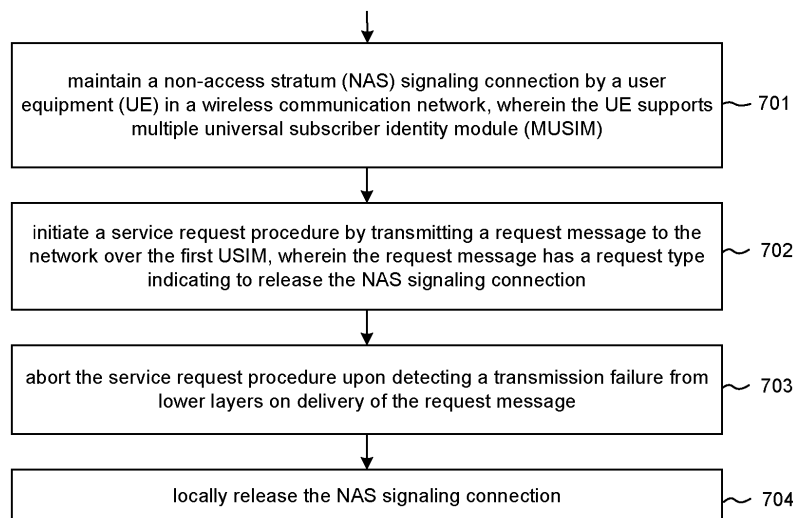 maintain a non-access stratum (NAS) signaling connection by a user
equipment (UE) in a wireless communication network, wherein the UE supports
multiple universal subscriber identity module (MUSIM)
701
initiate a service request procedure by transmitting a request message to the
network over the first USIM, wherein the request message has a request type
indicating to release the NAS signaling connection
702
abort the service request procedure upon detecting a transmission failure from
lower layers on delivery of the request message
703
locally release the NAS signaling connection
704